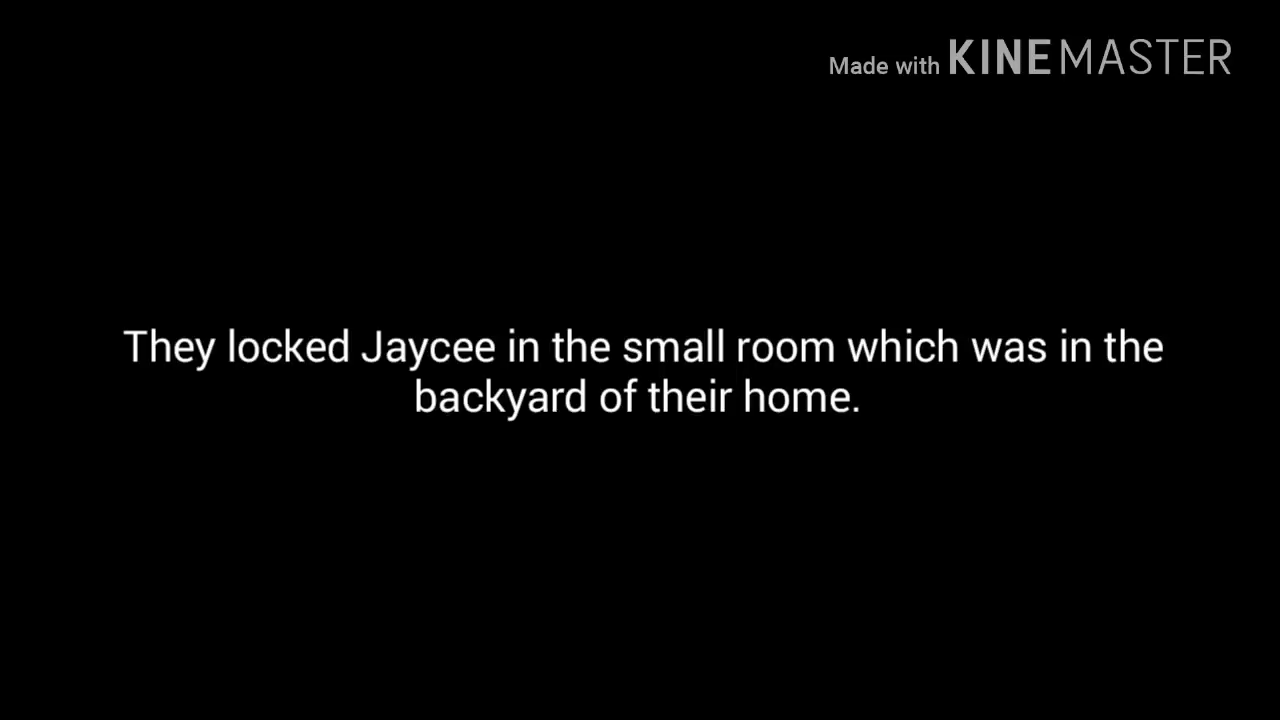 Made with KINEMASTER
They locked Jaycee in the small room which was in the
backyard of their home.